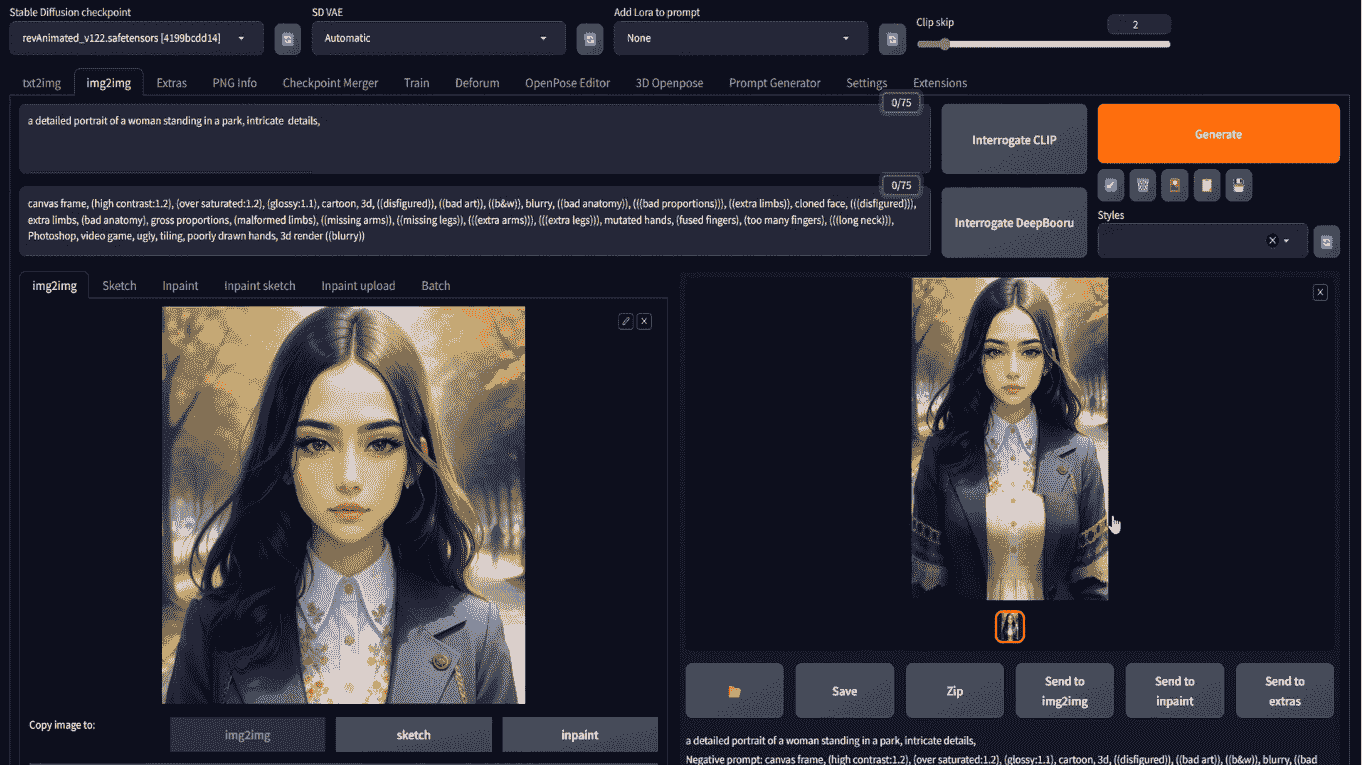 Stable Diffusion checkpoint
SD VAE
Add Lora to prompt
Clip skip
2
revAnimated_v122.safetensors [4199bcdd14]
Automatic
None
txt2img
img2img
Extras
PNG Info
Checkpoint Merger
Train
Deforum
OpenPose Editor
3D Openpose
Prompt Generator
Settings
Extensions
0/75
a detailed portrait of a woman standing in a park, intricate details,
Interrogate CLIP
Generate
0/75
canvas frame, (high contrast:1.2), (over saturated:1.2), (glossy:1.1), cartoon, 3d, ((disfigured)), ((bad art)), ((b&w)), blurry, ((bad anatomy)), (((bad proportions))), ((extra limbs)), cloned face, (((disfigured))),
extra limbs, (bad anatomy), gross proportions, (malformed limbs), ((missing arms)), ((missing legs)), (((extra arms))), (((extra legs))), mutated hands, (fused fingers), (too many fingers), (((long neck))),
Photoshop, video game, ugly, tiling, poorly drawn hands, 3d render ((blurry))
Interrogate DeepBooru
Styles
img2img
Sketch
Inpaint
Inpaint sketch
Inpaint upload
Batch
Copy image to:
img2img
sketch
inpaint
Save
Zip
Send to
img2img
Send to
inpaint
Send to
extras
a detailed portrait of a woman standing in a park, intricate details,
Negative prompt: canvas frame, (high contrast:1.2), (over saturated:1.2), (glossy:1.1), cartoon, 3d, ((disfigured)), ((bad art)), ((b&w)), blurry, ((bad